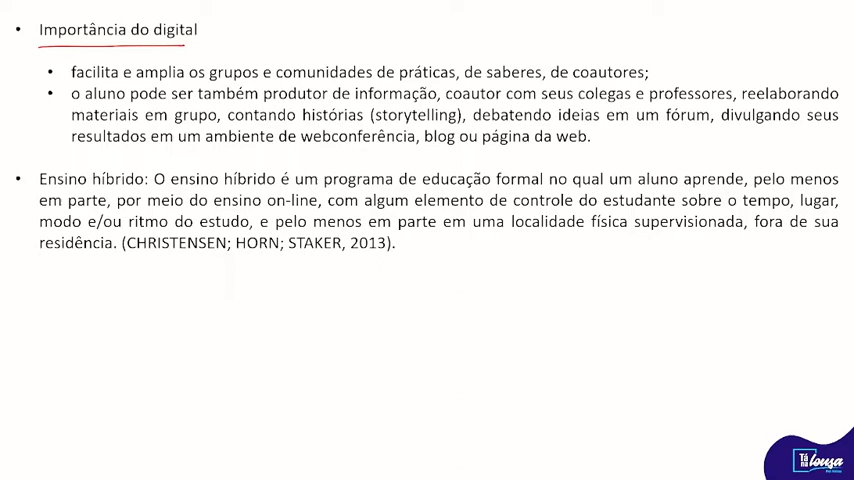 • Importância do digital
• facilita e amplia os grupos e comunidades de práticas, de saberes, de coautores;
• o aluno pode ser também produtor de informação, coautor com seus colegas e professores, reelaborando
materiais em grupo, contando histórias (storytelling), debatendo ideias em um fórum, divulgando seus
resultados em um ambiente de webconferência, blog ou página da web.
• Ensino híbrido: O ensino híbrido é um programa de educação formal no qual um aluno aprende, pelo menos
em parte, por meio do ensino on-line, com algum elemento de controle do estudante sobre o tempo, lugar,
modo e/ou ritmo do estudo, e pelo menos em parte em uma localidade física supervisionada, fora de sua
residência. (CHRISTENSEN; HORN; STAKER, 2013).
Tá
na lousa